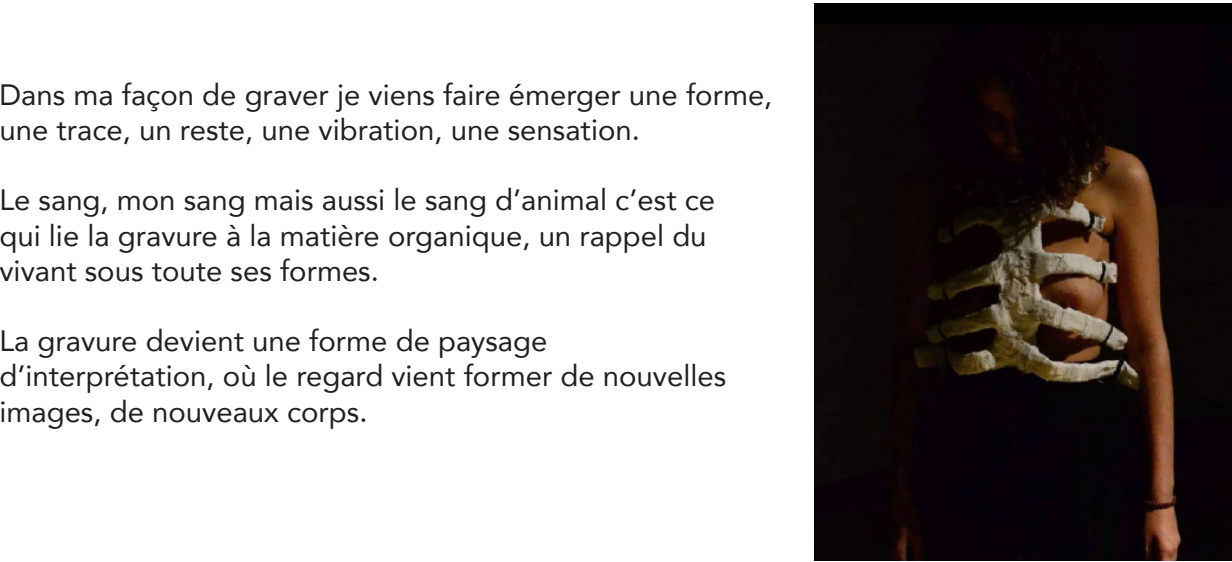 Dans ma façon de graver je viens faire émerger une forme,
une trace, un reste, une vibration, une sensation.
Le sang, mon sang mais aussi le sang d’animal c’est ce
qui lie la gravure à la matière organique, un rappel du
vivant sous toute ses formes.
La gravure devient une forme de paysage
d’interprétation, où le regard vient former de nouvelles
images, de nouveaux corps.